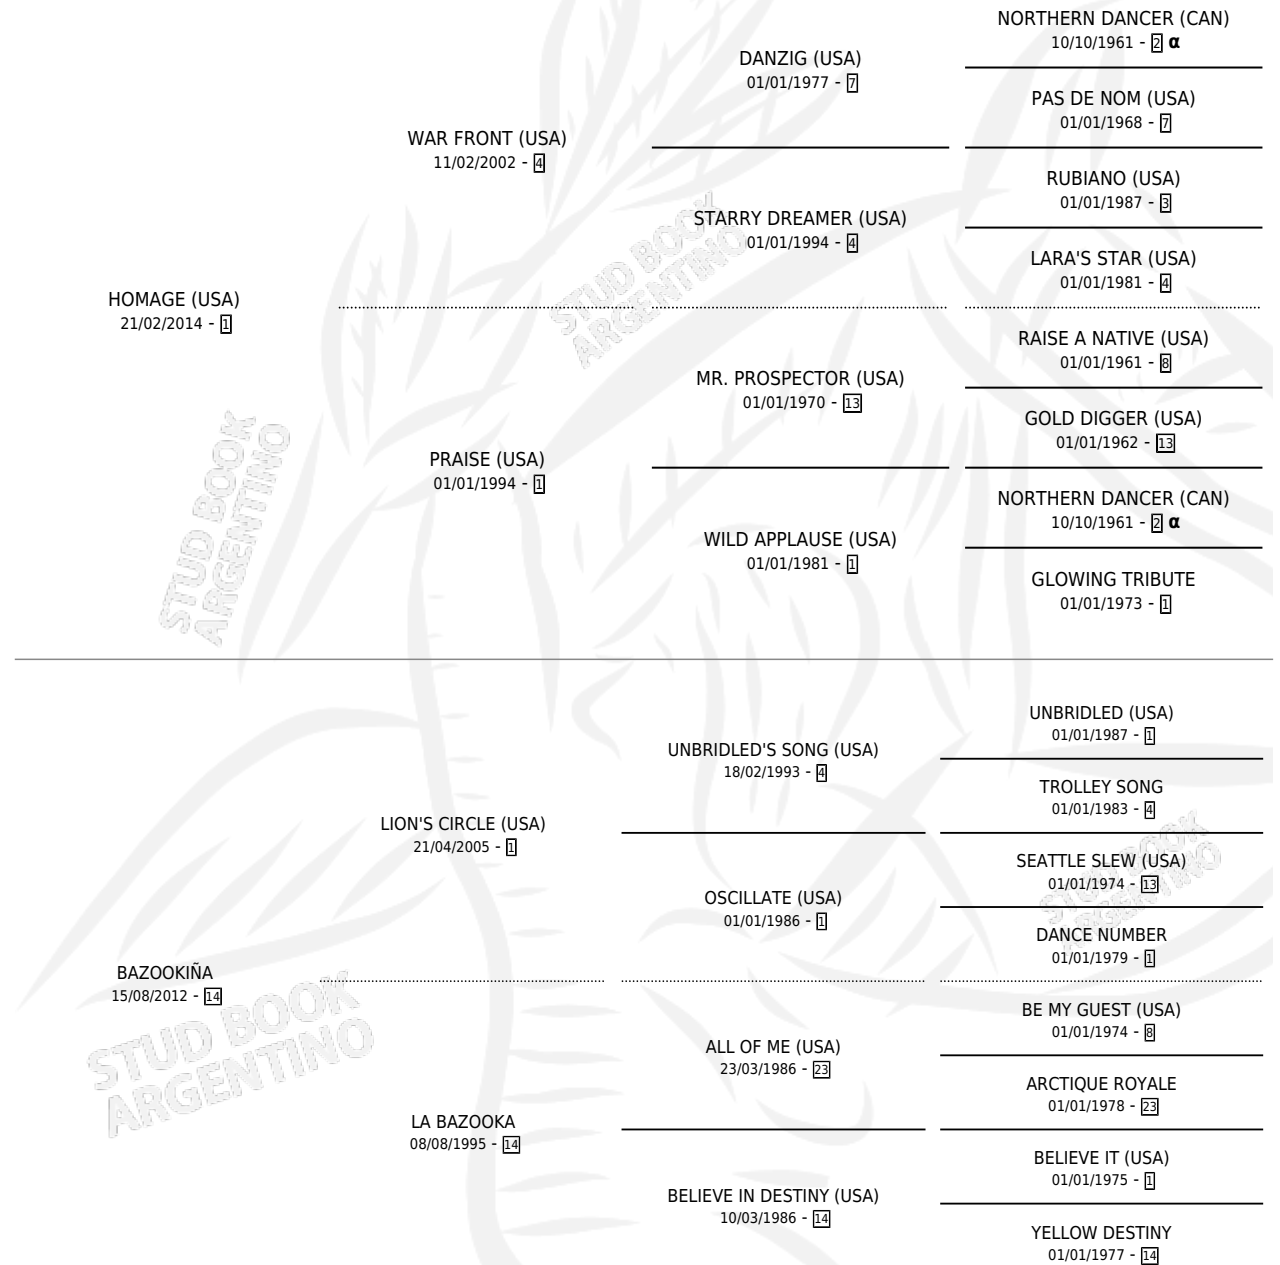 NORTHERN DANCER (CAN)
10/10/1961 - 2 α
DANZIG (USA)
01/01/1977 - 7
PAS DE NOM (USA)
01/01/1968 - 7
WAR FRONT (USA)
11/02/2002 - 4
RUBIANO (USA)
01/01/1987 - 3
STARRY DREAMER (USA)
01/01/1994 - 4
LARA'S STAR (USA)
01/01/1981 - 4
HOMAGE (USA)
21/02/2014 - 1
RAISE A NATIVE (USA)
01/01/1961 - 8
MR. PROSPECTOR (USA)
01/01/1970 - 13
GOLD DIGGER (USA)
01/01/1962 - 13
PRAISE (USA)
01/01/1994 - 1
NORTHERN DANCER (CAN)
10/10/1961 - 2 α
WILD APPLAUSE (USA)
01/01/1981 - 1
GLOWING TRIBUTE
01/01/1973 - 1
UNBRIDLED (USA)
01/01/1987 - 1
UNBRIDLED'S SONG (USA)
18/02/1993 - 4
TROLLEY SONG
01/01/1983 - 4
LION'S CIRCLE (USA)
21/04/2005 - 1
SEATTLE SLEW (USA)
01/01/1974 - 13
OSCILLATE (USA)
01/01/1986 - 1
DANCE NUMBER
01/01/1979 - 1
BAZOOKIÑA
15/08/2012 - 14
BE MY GUEST (USA)
01/01/1974 - 8
ALL OF ME (USA)
23/03/1986 - 23
ARCTIQUE ROYALE
01/01/1978 - 23
LA BAZOOKA
08/08/1995 - 14
BELIEVE IT (USA)
01/01/1975 - 1
BELIEVE IN DESTINY (USA)
10/03/1986 - 14
YELLOW DESTINY
01/01/1977 - 14
STUD BOOK
ARGENTINO
STUD BOOK
ARGENTINO
STUD BOOK
ARGENTINO
STUD BOOK
ARGENTINO